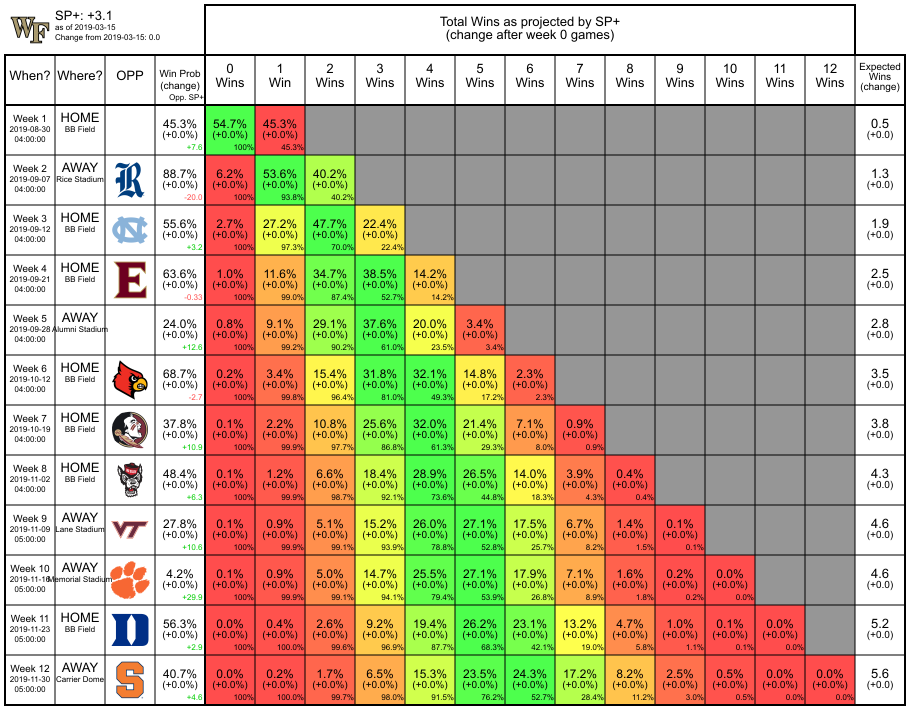 WF
SP+: +3.1
as of 2019-03-15
Change from 2019-03-15: 0.0
Total Wins as projected by SP+
(change after week 0 games)
When? Where? OPP Win Prob (change) Opp. SP+ 0 Wins 1 Win 2 Wins 3 Wins 4 Wins 5 Wins 6 Wins 7 Wins 8 Wins 9 Wins 10 Wins 11 Wins 12 Wins Expected Wins (change)
Week 1 HOME 45.3% 54.7% 45.3% 0.5
2019-08-30 BB Field (+0.0%) (+0.0%) (+0.0%) (+0.0)
04:00:00 +7.6 100% 45.3%
Week 2 AWAY R 88.7% 6.2% 53.6% 40.2% 1.3
2019-09-07 Rice Stadium (+0.0%) (+0.0%) (+0.0%) (+0.0%) (+0.0)
04:00:00 -20.0 100% 93.8% 40.2%
Week 3 HOME NC 55.6% 2.7% 27.2% 47.7% 22.4% 1.9
2019-09-12 BB Field (+0.0%) (+0.0%) (+0.0%) (+0.0%) (+0.0%) (+0.0)
04:00:00 +3.2 100% 97.3% 70.0% 22.4%
Week 4 HOME E 63.6% 1.0% 11.6% 34.7% 38.5% 14.2% 2.5
2019-09-21 BB Field (+0.0%) (+0.0%) (+0.0%) (+0.0%) (+0.0%) (+0.0%) (+0.0)
04:00:00 -0.33 100% 99.0% 87.4% 52.7% 14.2%
Week 5 AWAY 24.0% 0.8% 9.1% 29.1% 37.6% 20.0% 3.4% 2.8
2019-09-28 Alumni Stadium (+0.0%) (+0.0%) (+0.0%) (+0.0%) (+0.0%) (+0.0%) (+0.0%) (+0.0)
04:00:00 +12.6 100% 99.2% 90.2% 61.0% 23.5% 3.4%
Week 6 HOME 68.7% 0.2% 3.4% 15.4% 31.8% 32.1% 14.8% 2.3% 3.5
2019-10-12 BB Field (+0.0%) (+0.0%) (+0.0%) (+0.0%) (+0.0%) (+0.0%) (+0.0%) (+0.0%) (+0.0)
04:00:00 -2.7 100% 99.8% 96.4% 81.0% 49.3% 17.2% 2.3%
Week 7 HOME 37.8% 0.1% 2.2% 10.8% 25.6% 32.0% 21.4% 7.1% 0.9% 3.8
2019-10-19 BB Field (+0.0%) (+0.0%) (+0.0%) (+0.0%) (+0.0%) (+0.0%) (+0.0%) (+0.0%) (+0.0%) (+0.0)
04:00:00 +10.9 100% 99.9% 97.7% 86.8% 61.3% 29.3% 8.0% 0.9%
Week 8 HOME 48.4% 0.1% 1.2% 6.6% 18.4% 28.9% 26.5% 14.0% 3.9% 0.4% 4.3
2019-11-02 BB Field (+0.0%) (+0.0%) (+0.0%) (+0.0%) (+0.0%) (+0.0%) (+0.0%) (+0.0%) (+0.0%) (+0.0%) (+0.0)
04:00:00 +6.3 100% 99.9% 98.7% 92.1% 73.6% 44.8% 18.3% 4.3% 0.4%
Week 9 AWAY VT 27.8% 0.1% 0.9% 5.1% 15.2% 26.0% 27.1% 17.5% 6.7% 1.4% 0.1% 4.6
2019-11-09 Lane Stadium (+0.0%) (+0.0%) (+0.0%) (+0.0%) (+0.0%) (+0.0%) (+0.0%) (+0.0%) (+0.0%) (+0.0%) (+0.0%) (+0.0)
05:00:00 +10.6 100% 99.9% 99.1% 93.9% 78.8% 52.8% 25.7% 8.2% 1.5% 0.1%
Week 10 AWAY 4.2% 0.1% 0.9% 5.0% 14.7% 25.5% 27.1% 17.9% 7.1% 1.6% 0.2% 0.0% 4.6
2019-11-16 Memorial Stadium (+0.0%) (+0.0%) (+0.0%) (+0.0%) (+0.0%) (+0.0%) (+0.0%) (+0.0%) (+0.0%) (+0.0%) (+0.0%) (+0.0%) (+0.0)
05:00:00 +29.9 100% 99.9% 99.1% 94.1% 79.4% 53.9% 26.8% 8.9% 1.8% 0.2% 0.0%
Week 11 HOME D 56.3% 0.0% 0.4% 2.6% 9.2% 19.4% 26.2% 23.1% 13.2% 4.7% 1.0% 0.1% 0.0% 5.2
2019-11-23 BB Field (+0.0%) (+0.0%) (+0.0%) (+0.0%) (+0.0%) (+0.0%) (+0.0%) (+0.0%) (+0.0%) (+0.0%) (+0.0%) (+0.0%) (+0.0%) (+0.0)
05:00:00 +2.9 100% 100.0% 99.6% 96.9% 87.7% 68.3% 42.1% 19.0% 5.8% 1.1% 0.1% 0.0%
Week 12 AWAY S 40.7% 0.0% 0.2% 1.7% 6.5% 15.3% 23.5% 24.3% 17.2% 8.2% 2.5% 0.5% 0.0% 0.0% 5.6
2019-11-30 Carrier Dome (+0.0%) (+0.0%) (+0.0%) (+0.0%) (+0.0%) (+0.0%) (+0.0%) (+0.0%) (+0.0%) (+0.0%) (+0.0%) (+0.0%) (+0.0%) (+0.0%) (+0.0)
05:00:00 +4.6 100% 100.0% 99.7% 98.0% 91.5% 76.2% 52.7% 28.4% 11.2% 3.0% 0.5% 0.0% 0.0%